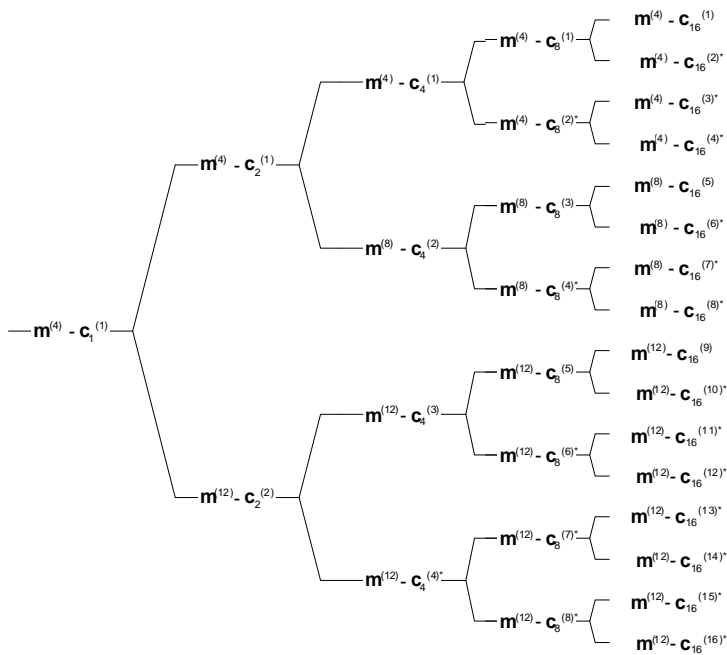 m⁽⁴⁾ - c₁₆⁽¹⁾
m⁽⁴⁾ - c₈⁽¹⁾
m⁽⁴⁾ - c₁₆⁽²⁾*
m⁽⁴⁾ - c₄⁽¹⁾
m⁽⁴⁾ - c₁₆⁽³⁾*
m⁽⁴⁾ - c₈⁽²⁾*
m⁽⁴⁾ - c₁₆⁽⁴⁾*
m⁽⁴⁾ - c₂⁽¹⁾
m⁽⁸⁾ - c₁₆⁽⁵⁾
m⁽⁸⁾ - c₈⁽³⁾
m⁽⁸⁾ - c₁₆⁽⁶⁾*
m⁽⁸⁾ - c₄⁽²⁾
m⁽⁸⁾ - c₁₆⁽⁷⁾*
m⁽⁸⁾ - c₈⁽⁴⁾*
m⁽⁸⁾ - c₁₆⁽⁸⁾*
m⁽⁴⁾ - c₁⁽¹⁾
m⁽¹²⁾ - c₁₆⁽⁹⁾
m⁽¹²⁾ - c₈⁽⁵⁾
m⁽¹²⁾ - c₁₆⁽¹⁰⁾*
m⁽¹²⁾ - c₄⁽³⁾
m⁽¹²⁾ - c₁₆⁽¹¹⁾*
m⁽¹²⁾ - c₈⁽⁶⁾*
m⁽¹²⁾ - c₁₆⁽¹²⁾*
m⁽¹²⁾ - c₂⁽²⁾
m⁽¹²⁾ - c₁₆⁽¹³⁾*
m⁽¹²⁾ - c₈⁽⁷⁾*
m⁽¹²⁾ - c₁₆⁽¹⁴⁾*
m⁽¹²⁾ - c₄⁽⁴⁾*
m⁽¹²⁾ - c₁₆⁽¹⁵⁾*
m⁽¹²⁾ - c₈⁽⁸⁾*
m⁽¹²⁾ - c₁₆⁽¹⁶⁾*